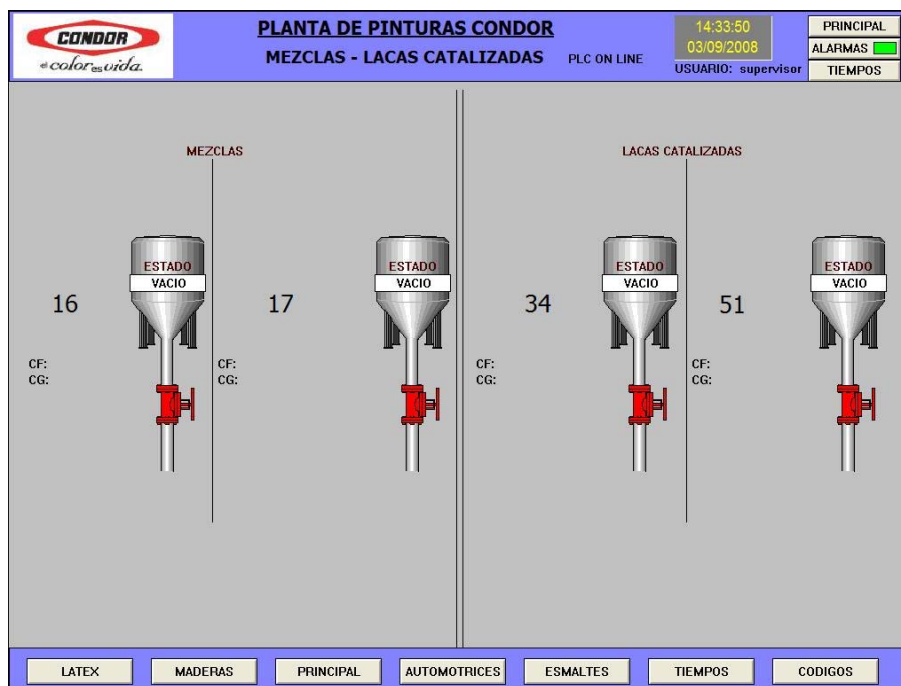 CONDOR
el color es vida.
PLANTA DE PINTURAS CONDOR
MEZCLAS - LACAS CATALIZADAS PLC ON LINE
14:33:50
03/09/2008
USUARIO: supervisor
PRINCIPAL
ALARMAS
TIEMPOS
MEZCLAS
LACAS CATALIZADAS
16
ESTADO
VACIO
CF:
CG:
17
ESTADO
VACIO
CF:
CG:
34
ESTADO
VACIO
CF:
CG:
51
ESTADO
VACIO
CF:
CG:
LATEX MADERAS PRINCIPAL AUTOMOTRICES ESMALTES TIEMPOS CODIGOS